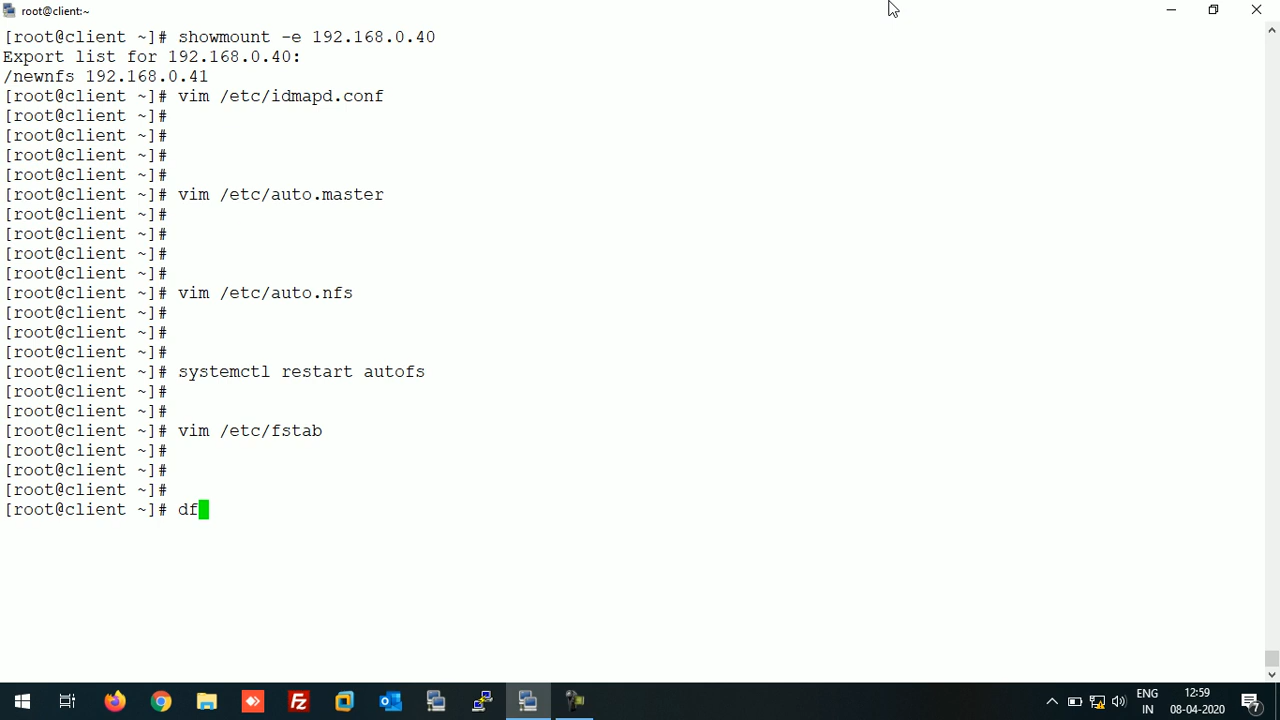 root@client:~
[root@client ~]# showmount -e 192.168.0.40
Export list for 192.168.0.40:
/newnfs 192.168.0.41
[root@client ~]# vim /etc/idmapd.conf
[root@client ~]#
[root@client ~]#
[root@client ~]#
[root@client ~]#
[root@client ~]# vim /etc/auto.master
[root@client ~]#
[root@client ~]#
[root@client ~]#
[root@client ~]#
[root@client ~]# vim /etc/auto.nfs
[root@client ~]#
[root@client ~]#
[root@client ~]#
[root@client ~]# systemctl restart autofs
[root@client ~]#
[root@client ~]#
[root@client ~]# vim /etc/fstab
[root@client ~]#
[root@client ~]#
[root@client ~]#
[root@client ~]# df
ENG
IN
12:59
08-04-2020
7